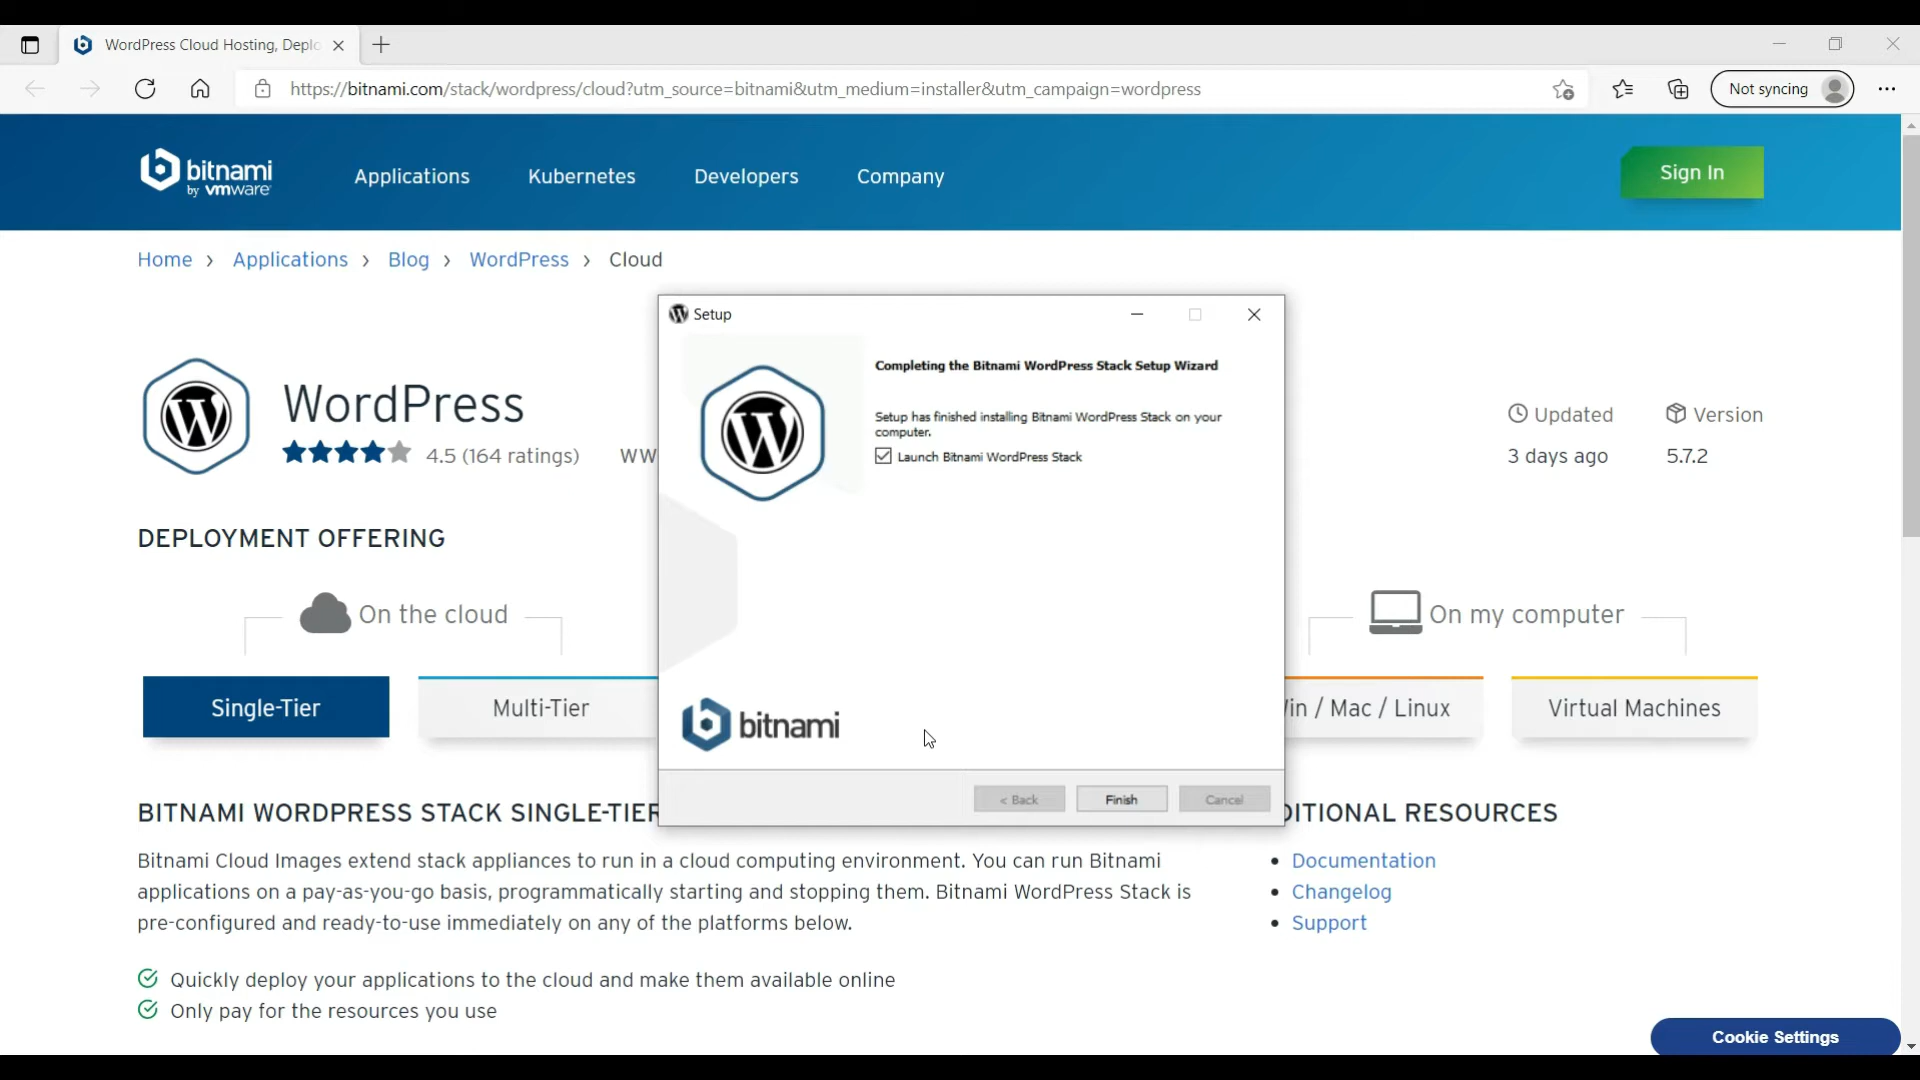 WordPress Cloud Hosting, Deplo
https://bitnami.com/stack/wordpress/cloud?utm_source=bitnami&utm_medium=installer&utm_campaign=wordpress
Not syncing
bitnami
by vmware
Applications
Kubernetes
Developers
Company
Sign In
Home › Applications › Blog › WordPress › Cloud
Setup
Completing the Bitnami WordPress Stack Setup Wizard
Setup has finished installing Bitnami WordPress Stack on your
computer.
Launch Bitnami WordPress Stack
bitnami
< Back
Finish
Cancel
WordPress
4.5 (164 ratings)
WW
Updated
Version
3 days ago
5.7.2
DEPLOYMENT OFFERING
On the cloud
On my computer
Single-Tier
Multi-Tier
in / Mac / Linux
Virtual Machines
BITNAMI WORDPRESS STACK SINGLE-TIER
DITIONAL RESOURCES
Bitnami Cloud Images extend stack appliances to run in a cloud computing environment. You can run Bitnami
applications on a pay-as-you-go basis, programmatically starting and stopping them. Bitnami WordPress Stack is
pre-configured and ready-to-use immediately on any of the platforms below.
• Documentation
• Changelog
• Support
Quickly deploy your applications to the cloud and make them available online
Only pay for the resources you use
Cookie Settings